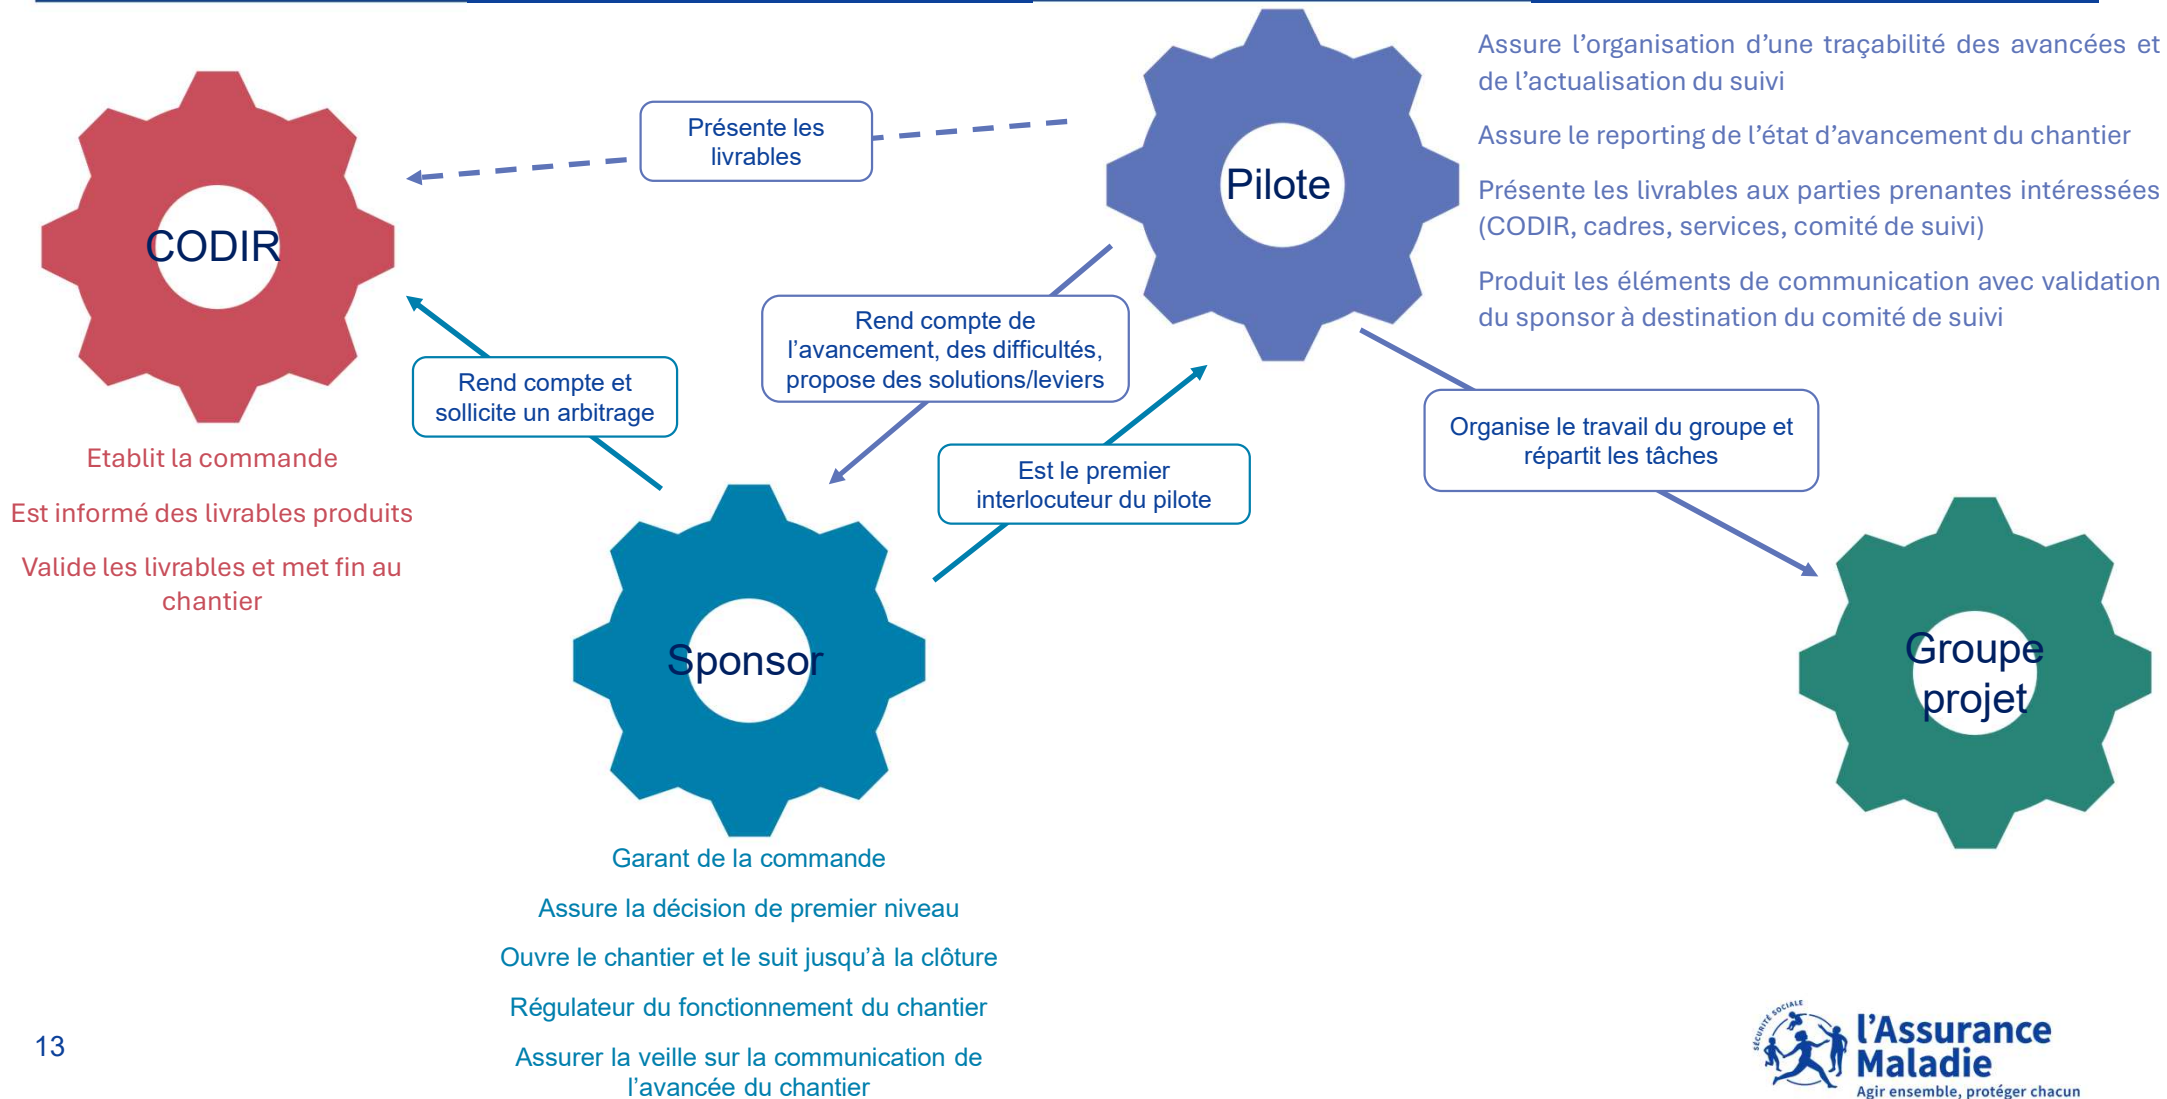 Assure l’organisation d’une traçabilité des avancées et
de l’actualisation du suivi
Assure le reporting de l’état d’avancement du chantier
Présente les livrables aux parties prenantes intéressées
(CODIR, cadres, services, comité de suivi)
Produit les éléments de communication avec validation
du sponsor à destination du comité de suivi
Présente les
livrables
Pilote
CODIR
Rend compte de
l’avancement, des difficultés,
propose des solutions/leviers
Rend compte et
sollicite un arbitrage
Organise le travail du groupe et
répartit les tâches
Est le premier
interlocuteur du pilote
Etablit la commande
Est informé des livrables produits
Valide les livrables et met fin au
chantier
Sponsor
Groupe
projet
Garant de la commande
Assure la décision de premier niveau
Ouvre le chantier et le suit jusqu’à la clôture
Régulateur du fonctionnement du chantier
Assurer la veille sur la communication de
l’avancée du chantier
13
SÉCURITÉ SOCIALE
l’Assurance
Maladie
Agir ensemble, protéger chacun